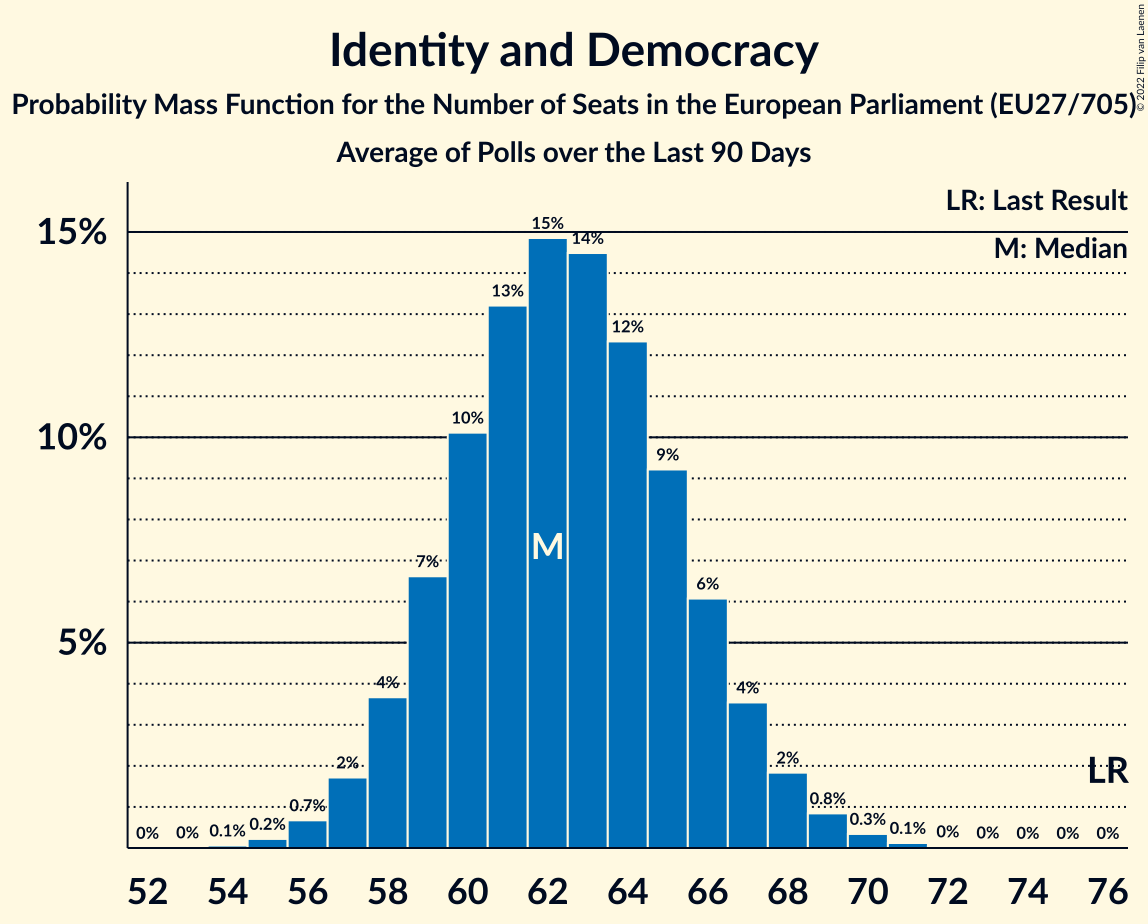 Identity and Democracy
Probability Mass Function for the Number of Seats in the European Parliament (EU27/705)
Average of Polls over the Last 90 Days
© 2022 Filip van Laenen
LR: Last Result
M: Median
15%
10%
5%
0% 0% 0.1% 0.2% 0.7% 2% 4% 7% 10% 13% 15% 14% 12% 9% 6% 4% 2% 0.8% 0.3% 0.1% 0% 0% 0% 0% 0%
M
LR
52 54 56 58 60 62 64 66 68 70 72 74 76